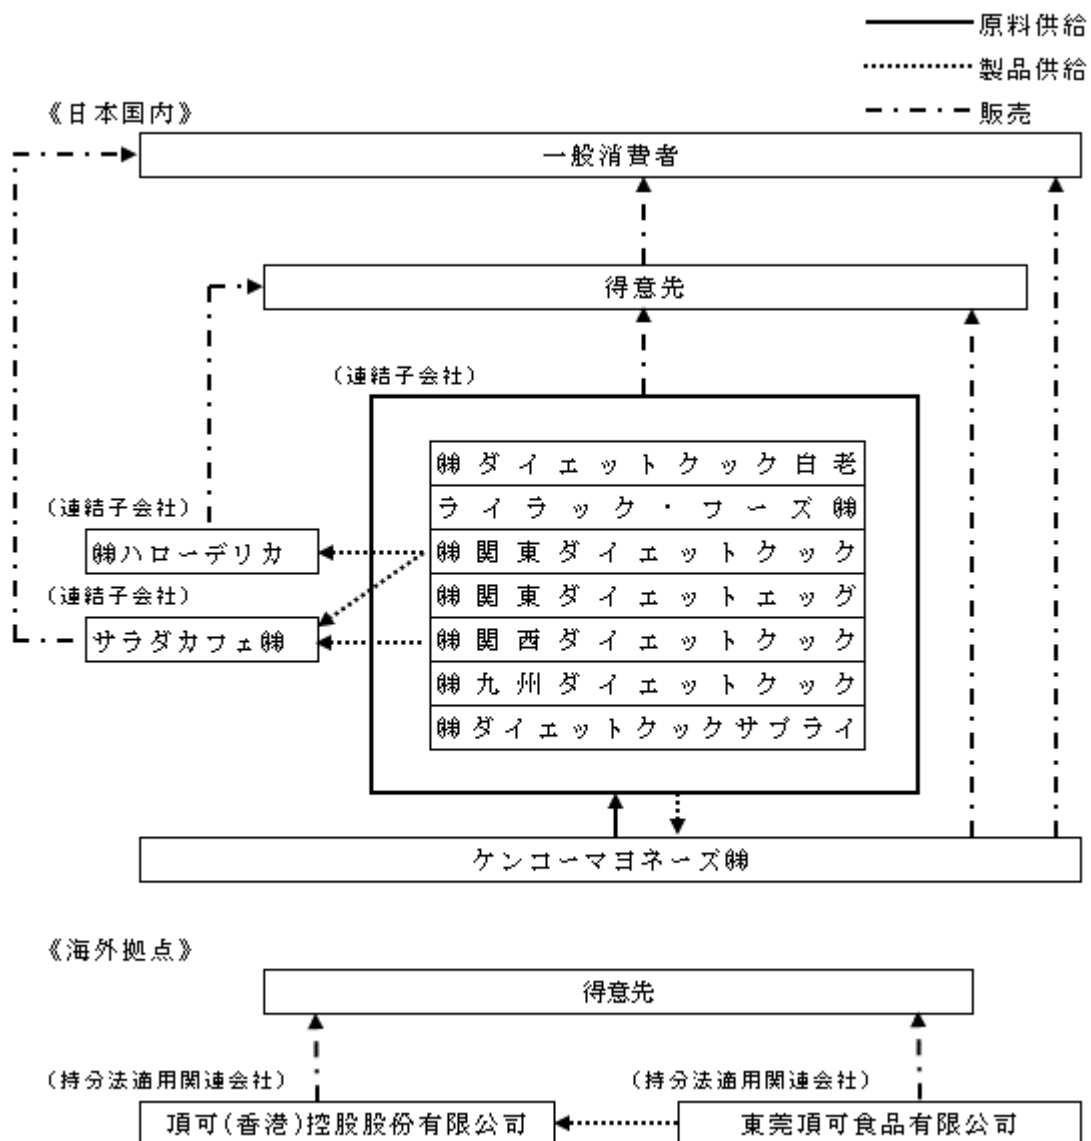 原料供給
製品供給
《日本国内》
販売
一般消費者
得意先
(連結子会社)
㈱ダイエットクック白老
ライラック・フーズ㈱
(連結子会社)
㈱ハローデリカ
㈱関東ダイエットクック
(連結子会社)
㈱関東ダイエットエッグ
サラダカフェ㈱
㈱関西ダイエットクック
㈱九州ダイエットクック
㈱ダイエットクックサプライ
ケンコーマヨネーズ㈱
《海外拠点》
得意先
(持分法適用関連会社)
(持分法適用関連会社)
頂可(香港)控股股份有限公司
東莞頂可食品有限公司